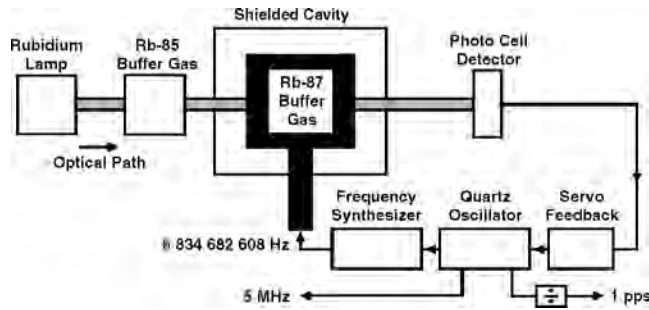 Shielded Cavity
Rubidium
Lamp
Rb-85
Buffer Gas
Rb-87
Buffer
Gas
Photo Cell
Detector
Optical Path
Frequency
Synthesizer
Quartz
Oscillator
Servo
Feedback
834 682 608 Hz
5 MHz
÷
1 pps